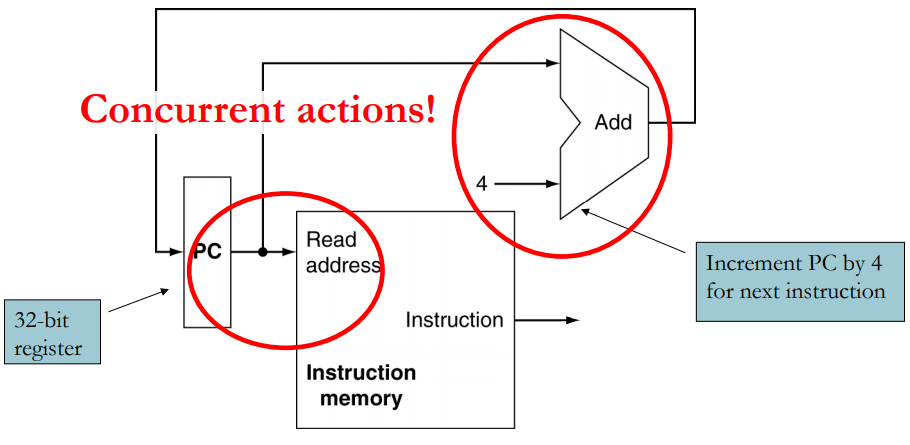 Concurrent actions!
Add
4
PC
Read
address
Increment PC by 4
for next instruction
32-bit
register
Instruction
Instruction
memory